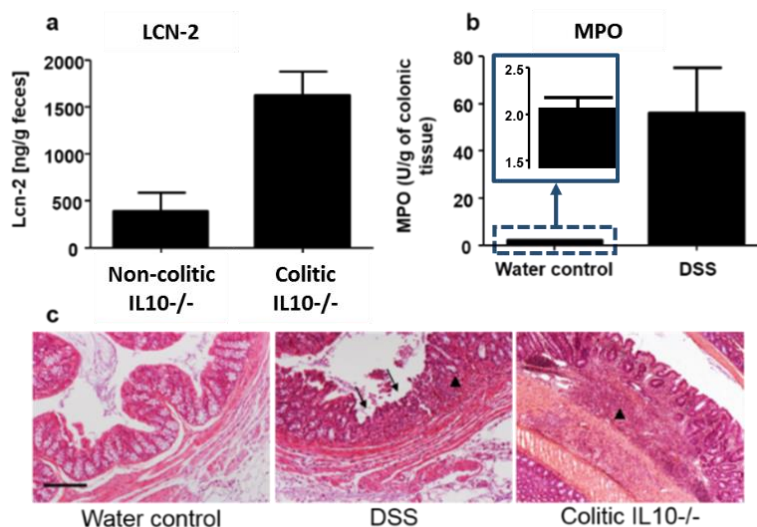 a
LCN-2
Lcn-2 [ng/g feces]
2000
1500
1000
500
0
Non-colitic
IL10-/-
Colitic
IL10-/-
b
MPO
MPO (U/g of colonic
tissue)
80
60
40
20
0
2.5
2.0
1.5
Water control
DSS
c
Water control
DSS
Colitic IL10-/-